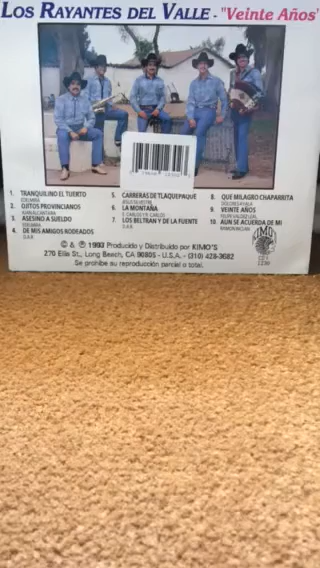 LOS RAYANTES DEL VALLE - "Veinte Años"
1. TRANQUILINO EL TUERTO
COLUMBIA
2. OJITOS PROVINCIANOS
3. ASESINO A SUELDO
COLUMBIA
4. DE MIS AMIGOS RODEADOS
D.A.R.
5. CARRERAS DE TLAQUEPAQUE
6. LA MONTAÑA
7. LOS BELTRAN Y DE LA FUENTE
D.A.R.
8. QUE MILAGRO CHAPARRITA
9. VEINTE AÑOS
10. AUN SE ACUERDA DE MI
© & ℗ 1993 Producido y Distribuido por KIMO'S
270 Ellis St., Long Beach, CA 90805 - U.S.A. - (310) 428-3682
Se prohibe su reproducción parcial o total.
KIMO'S